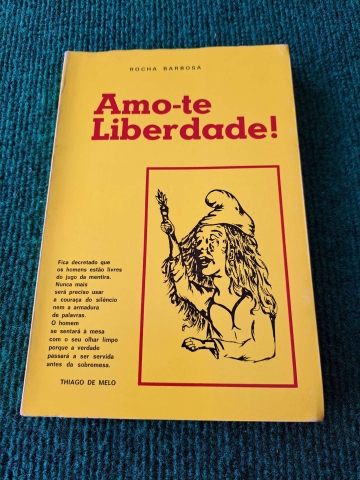 ROCHA BARBOSA
Amo-te
Liberdade!
Fica decretado que
os homens estão livres
do jugo da mentira.
Nunca mais
será preciso usar
a couraça do silêncio
nem a armadura
de palavras.
O homem
se sentará à mesa
com o seu olhar limpo
porque a verdade
passará a ser servida
antes da sobremesa.
THIAGO DE MELO